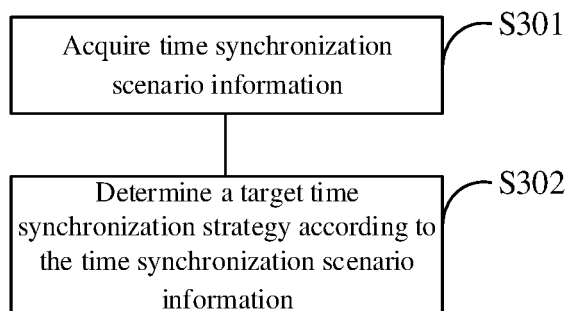 S301
Acquire time synchronization
scenario information
S302
Determine a target time
synchronization strategy according to
the time synchronization scenario
information